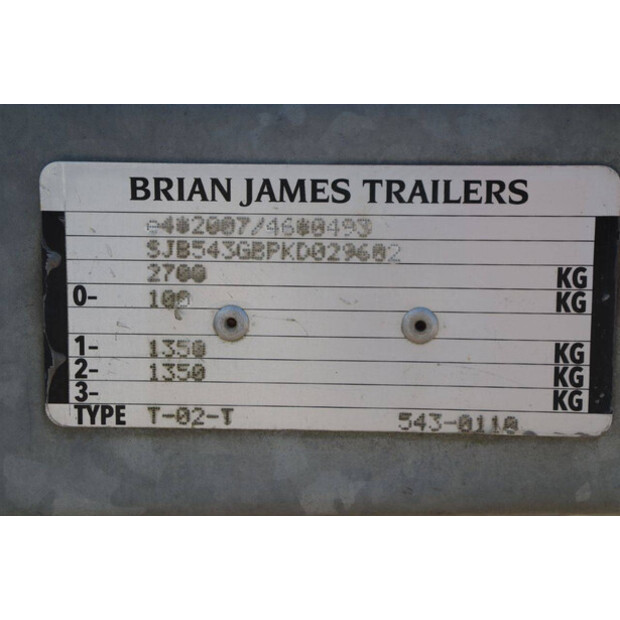 BRIAN JAMES TRAILERS
e4*2007/46*0493
SJB543GBPKD029602
2700 KG
0- 100 KG
1- 1350 KG
2- 1350 KG
3- KG
TYPE T-02-T 543-0110